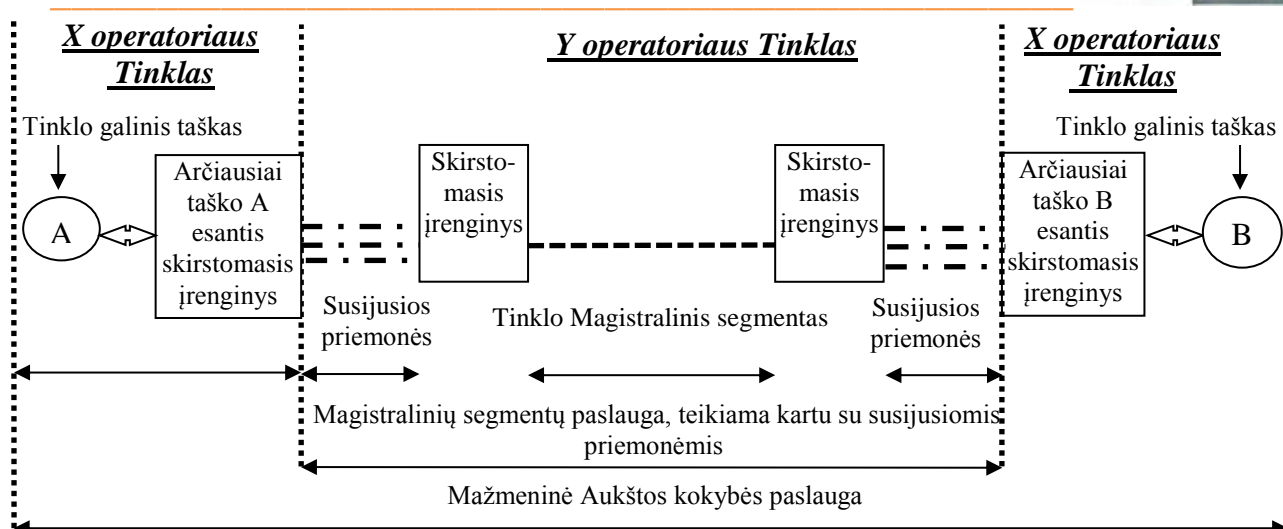 X operatoriaus
Tinklas
Y operatoriaus Tinklas
X operatoriaus
Tinklas
Tinklo galinis taškas
Tinklo galinis taškas
A
Arčiausiai
taško A
esantis
skirstomasis
įrenginys
Skirsto-
masis
įrenginys
Skirsto-
masis
įrenginys
Arčiausiai
taško B
esantis
skirstomasis
įrenginys
B
Susijusios
priemonės
Tinklo Magistralinis segmentas
Susijusios
priemonės
Magistralinių segmentų paslauga, teikiama kartu su susijusiomis
priemonėmis
Mažmeninė Aukštos kokybės paslauga